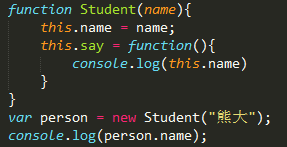 function Student(name){
    this.name = name;
    this.say = function(){
        console.log(this.name)
    }
}
var person = new Student("熊大");
console.log(person.name);